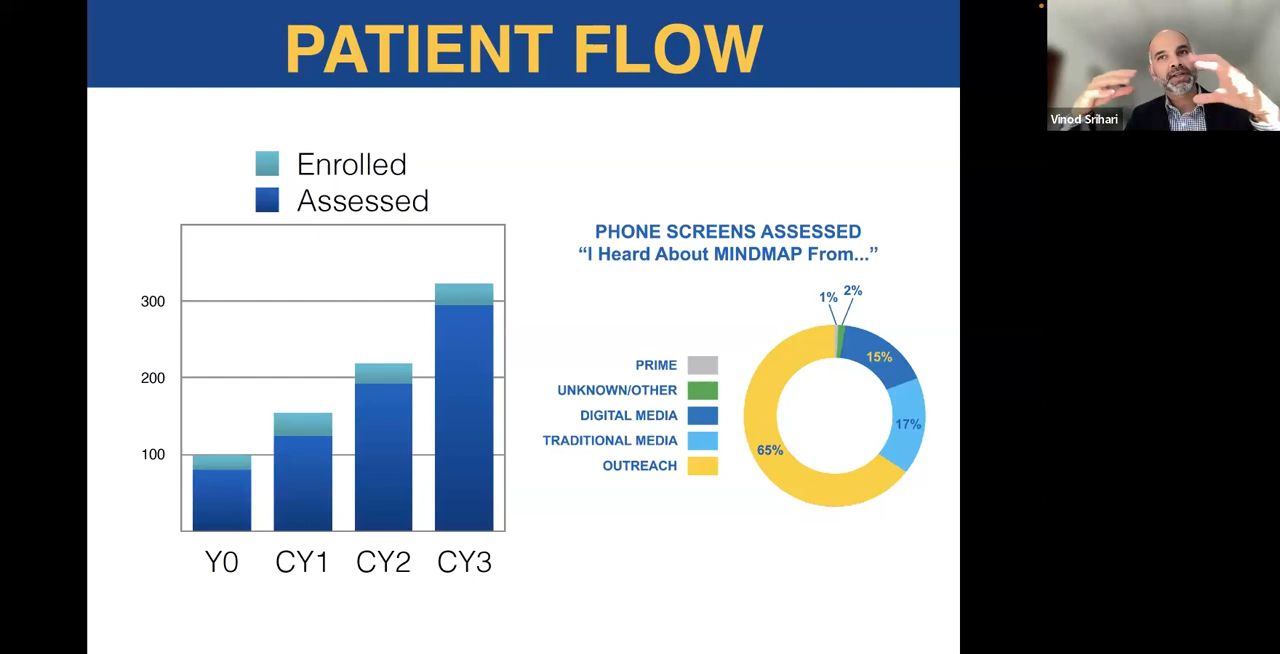 PATIENT FLOW
Vinod Srihari
Enrolled
Assessed
300
200
100
Y0 CY1 CY2 CY3
PHONE SCREENS ASSESSED
“I Heard About MINDMAP From...”
1% 2%
15%
17%
65%
PRIME
UNKNOWN/OTHER
DIGITAL MEDIA
TRADITIONAL MEDIA
OUTREACH